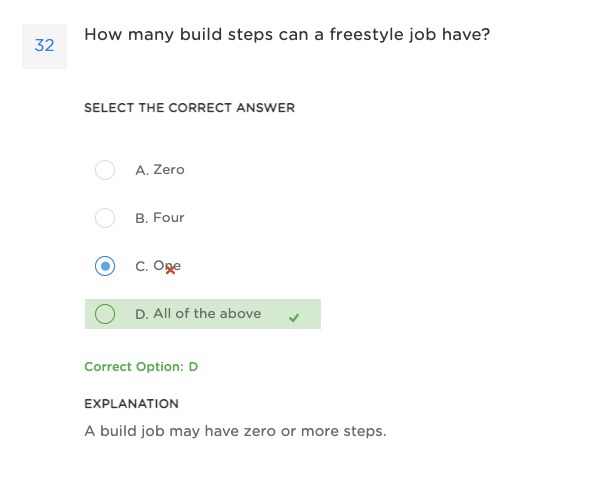 32
How many build steps can a freestyle job have?
SELECT THE CORRECT ANSWER
A. Zero
B. Four
C. One
D. All of the above
Correct Option: D
EXPLANATION
A build job may have zero or more steps.